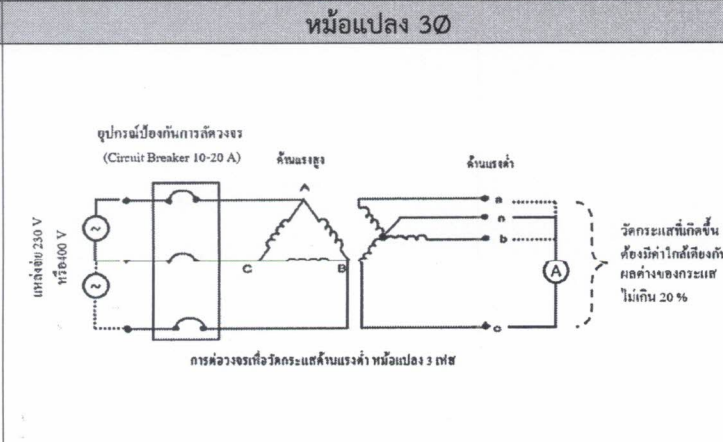 หม้อแปลง 3Ø
อุปกรณ์ป้องกันการลัดวงจร
(Circuit Breaker 10-20 A)
ด้านแรงสูง
ด้านแรงต่ำ
แหล่งจ่าย 230 V
หรือ400 V
A
C
B
a
n
b
c
A
วัดกระแสที่เกิดขึ้น
ต้องมีค่าใกล้เคียงกัน
ผลต่างของกระแส
ไม่เกิน 20 %
การต่อวงจรเพื่อวัดกระแสด้านแรงต่ำ หม้อแปลง 3 เฟส